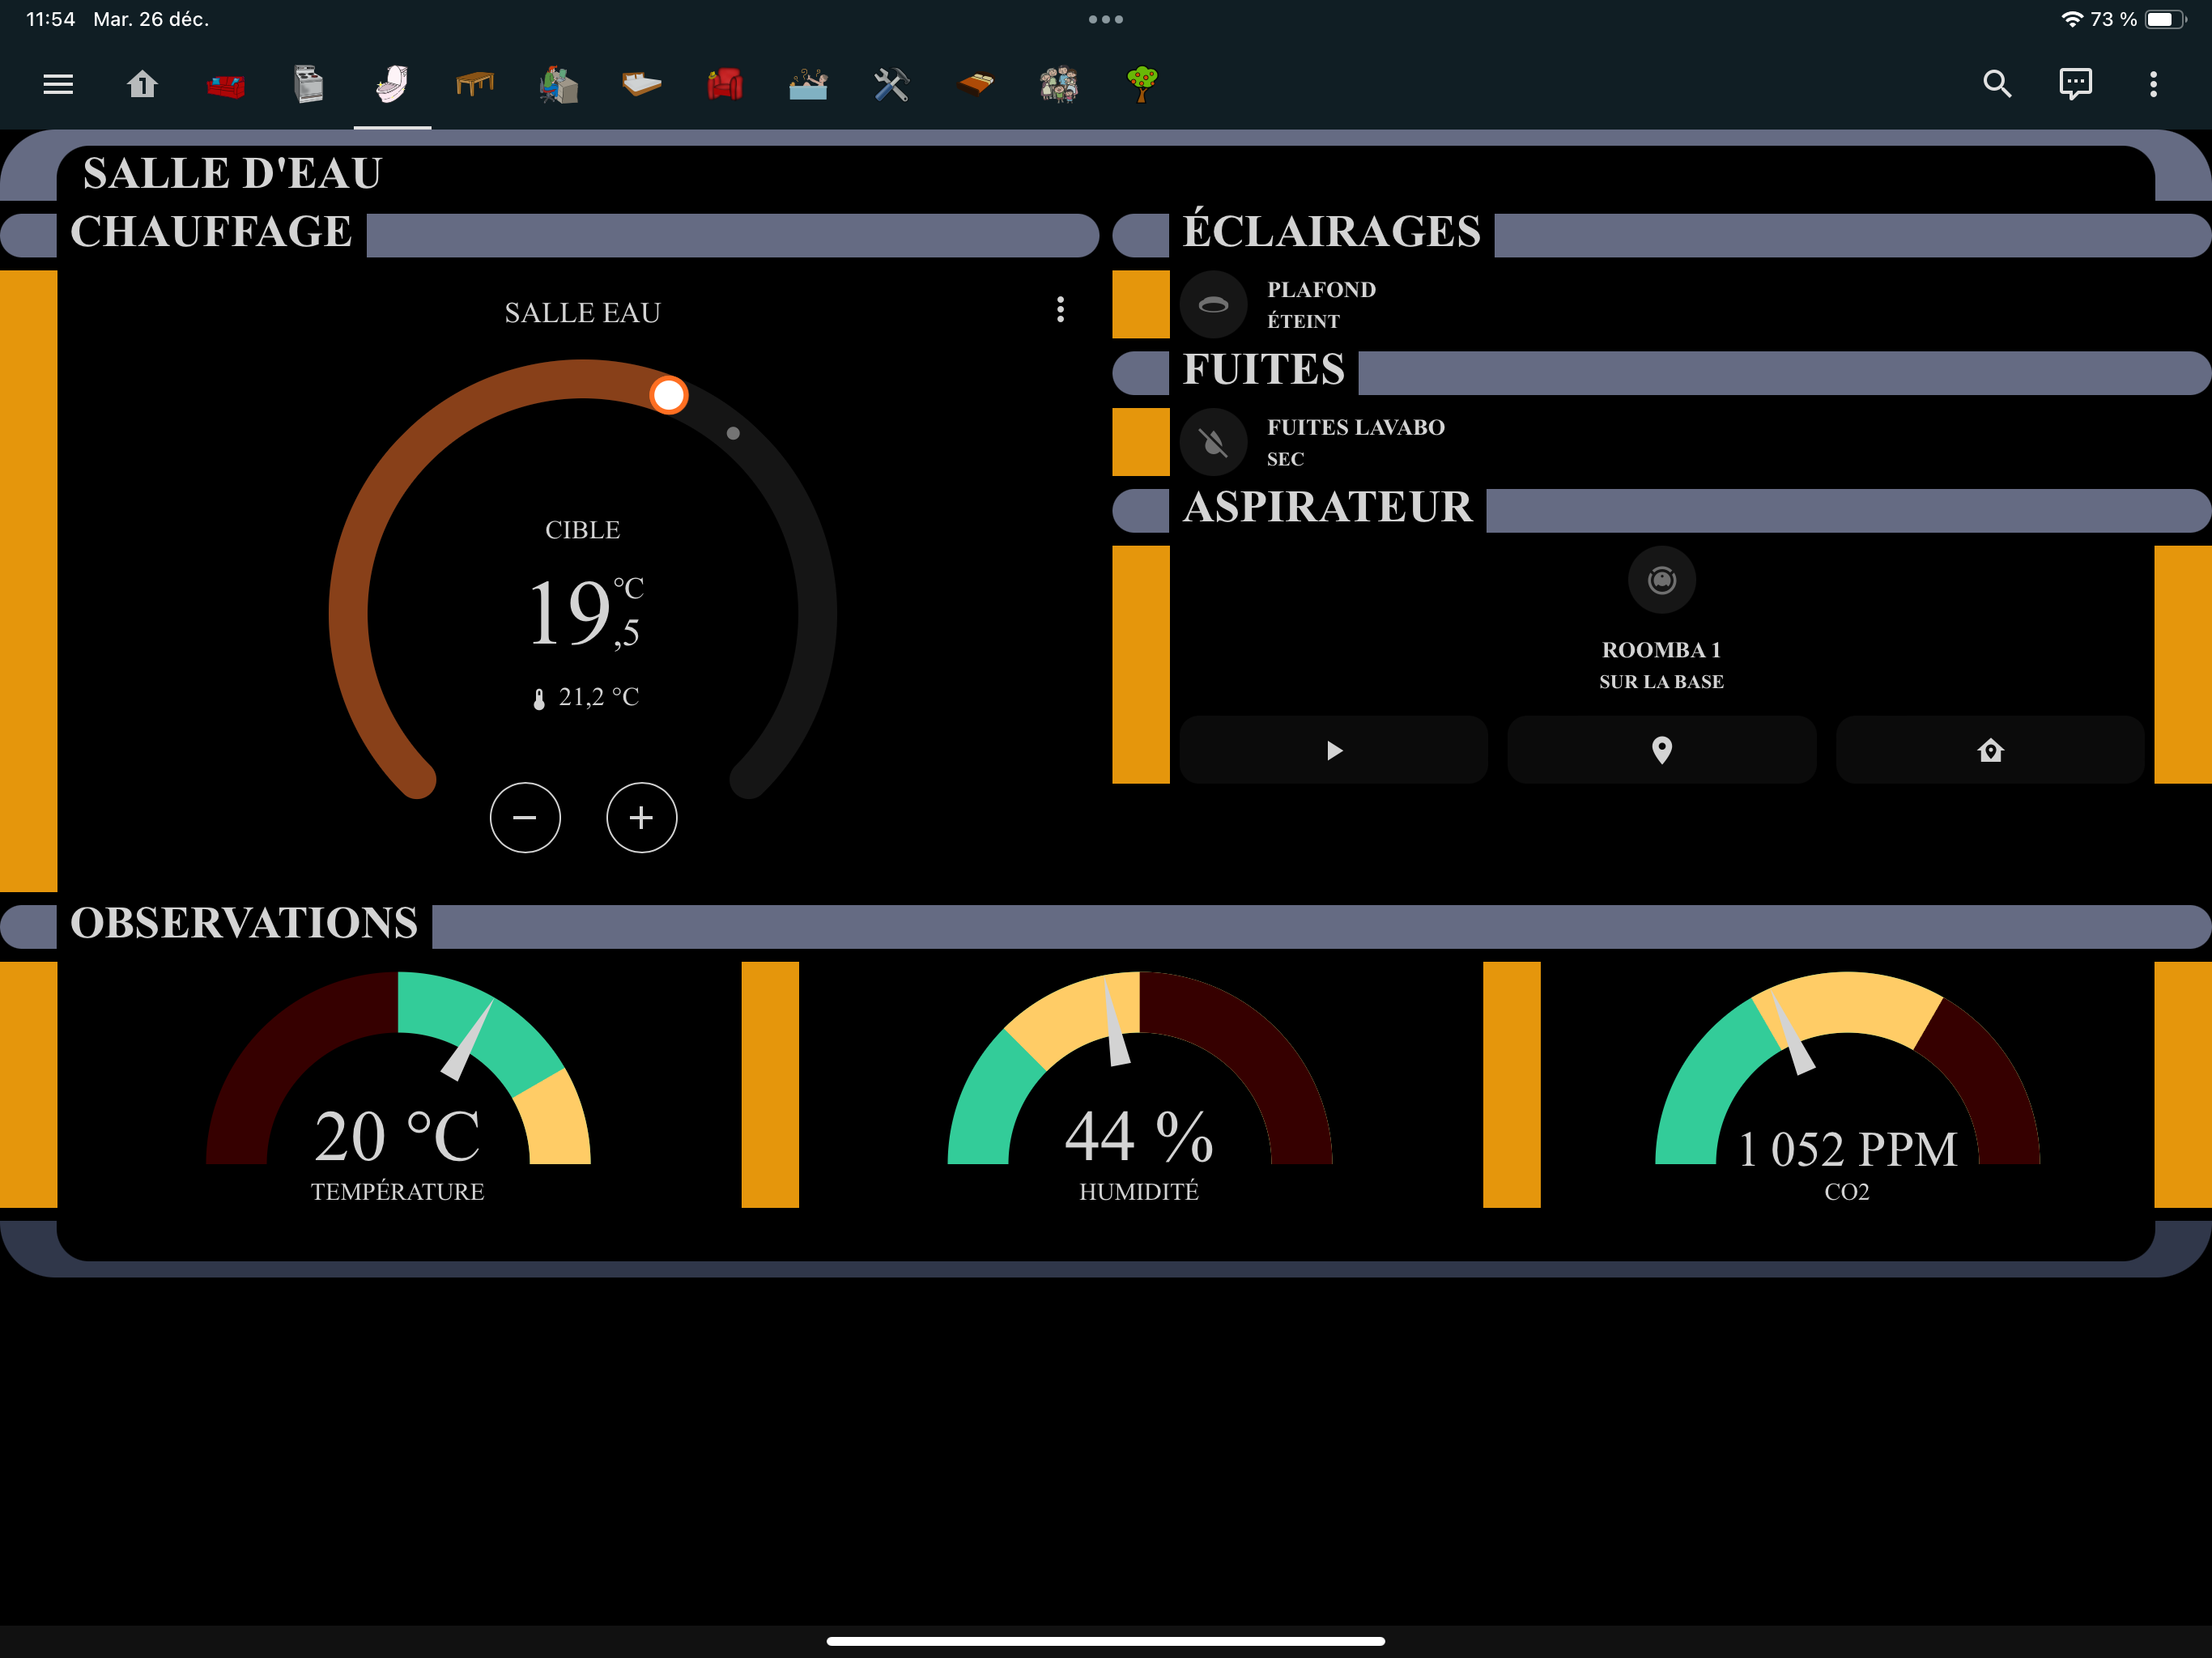 11:54 Mar. 26 déc.
73 %
1
SALLE D'EAU
CHAUFFAGE
SALLE EAU
CIBLE
19,5 °C
21,2 °C
ÉCLAIRAGES
PLAFOND
ÉTEINT
FUITES
FUITES LAVABO
SEC
ASPIRATEUR
ROOMBA 1
SUR LA BASE
OBSERVATIONS
20 °C
TEMPÉRATURE
44 %
HUMIDITÉ
1 052 PPM
CO2